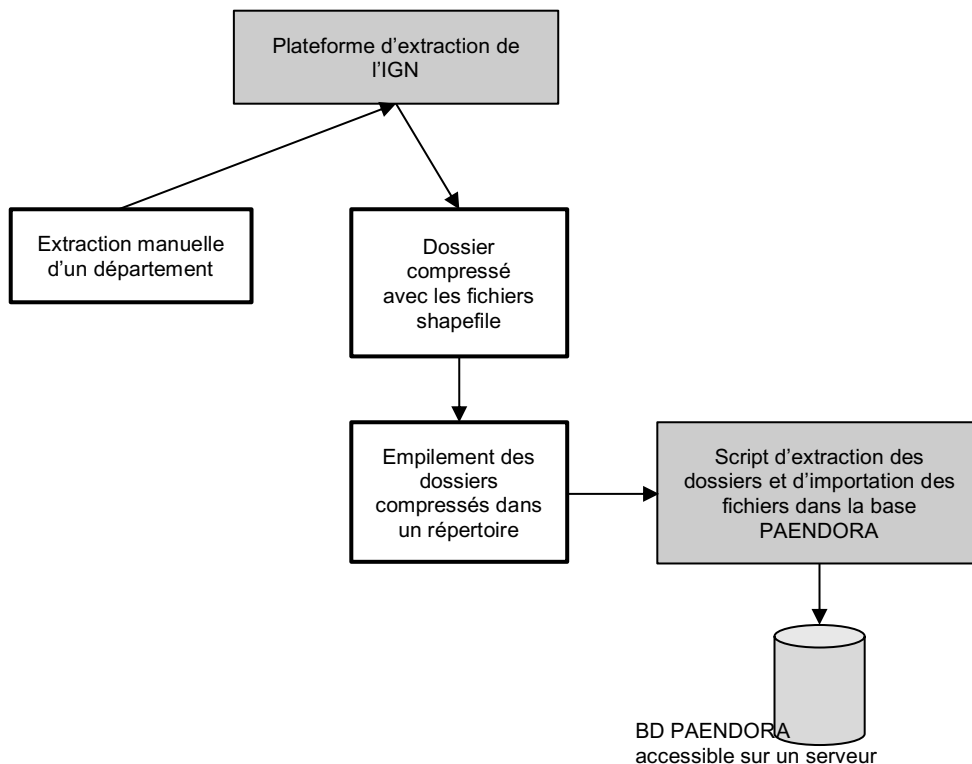 Plateforme d’extraction de
l’IGN
Extraction manuelle
d’un département
Dossier
compressé
avec les fichiers
shapefile
Empilement des
dossiers
compressés dans
un répertoire
Script d’extraction des
dossiers et d’importation des
fichiers dans la base
PAENDORA
BD PAENDORA
accessible sur un serveur